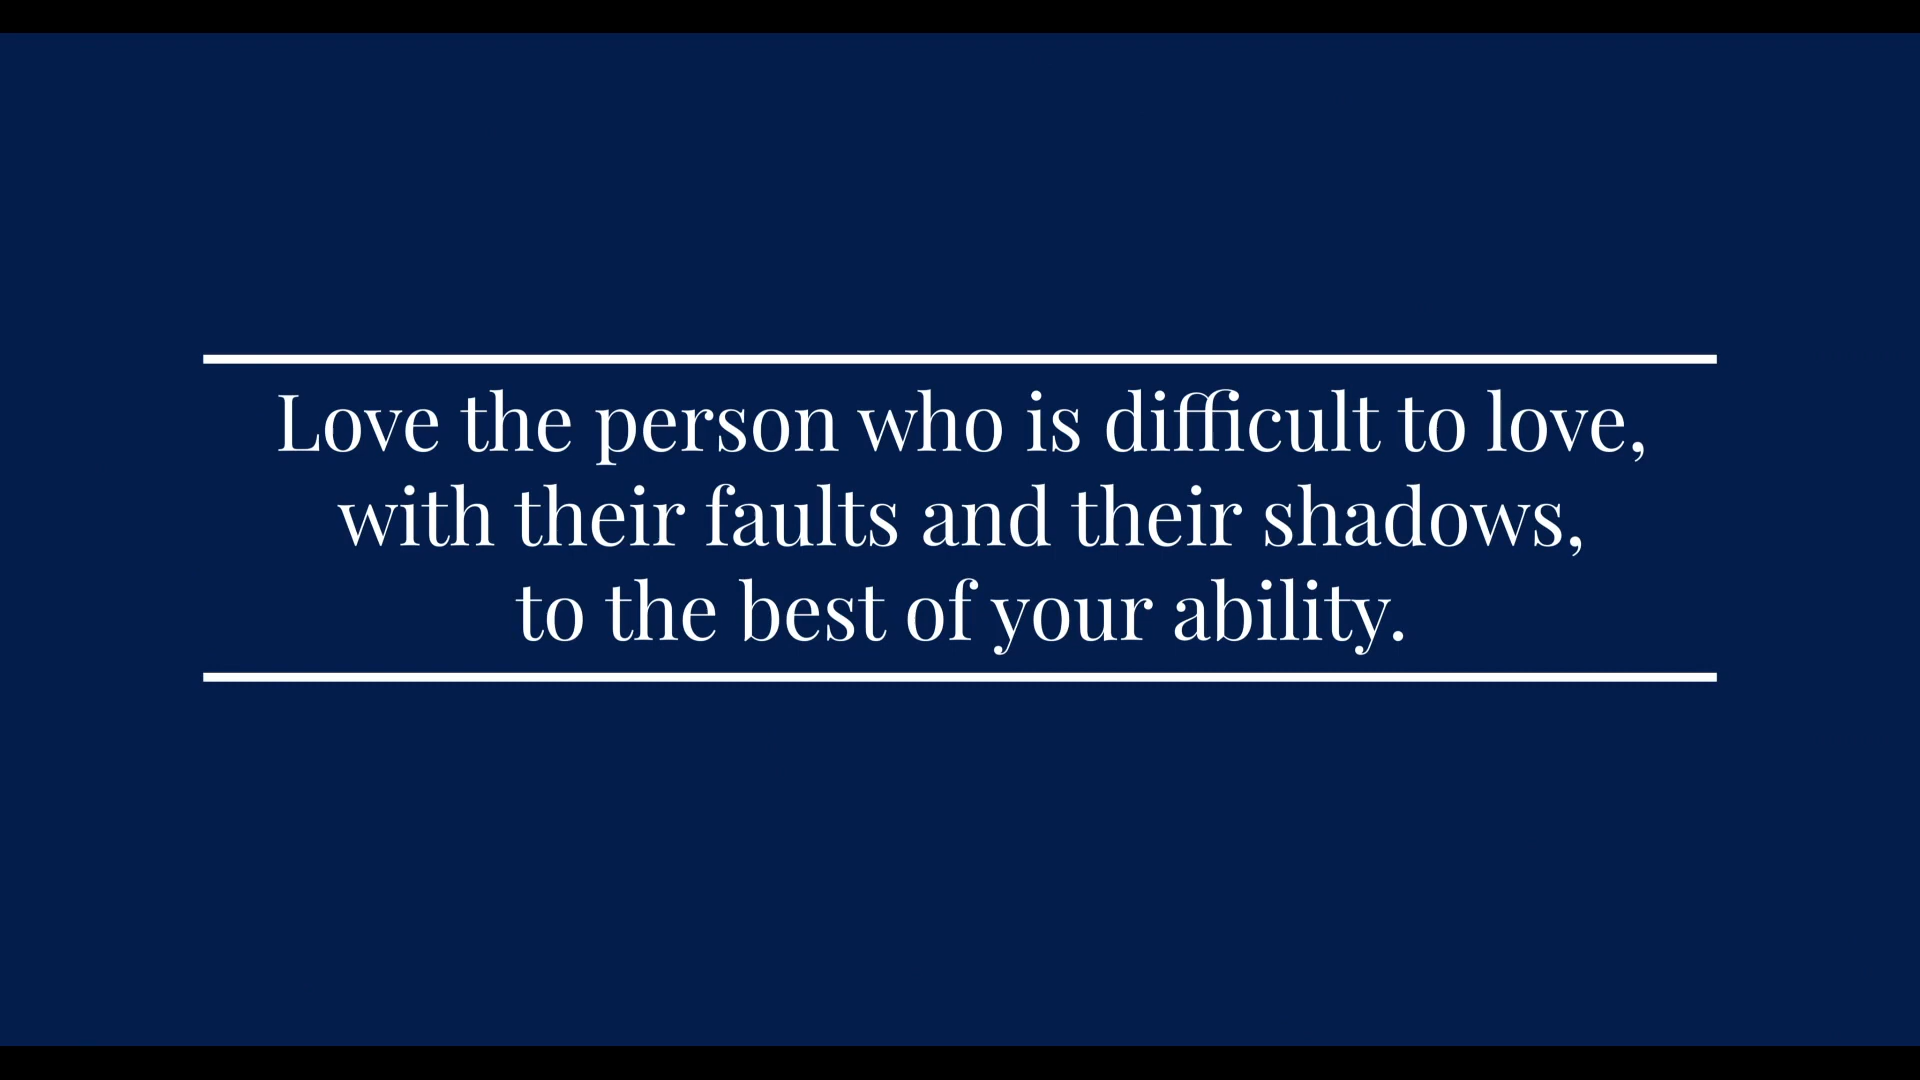 Love the person who is difficult to love,
with their faults and their shadows,
to the best of your ability.